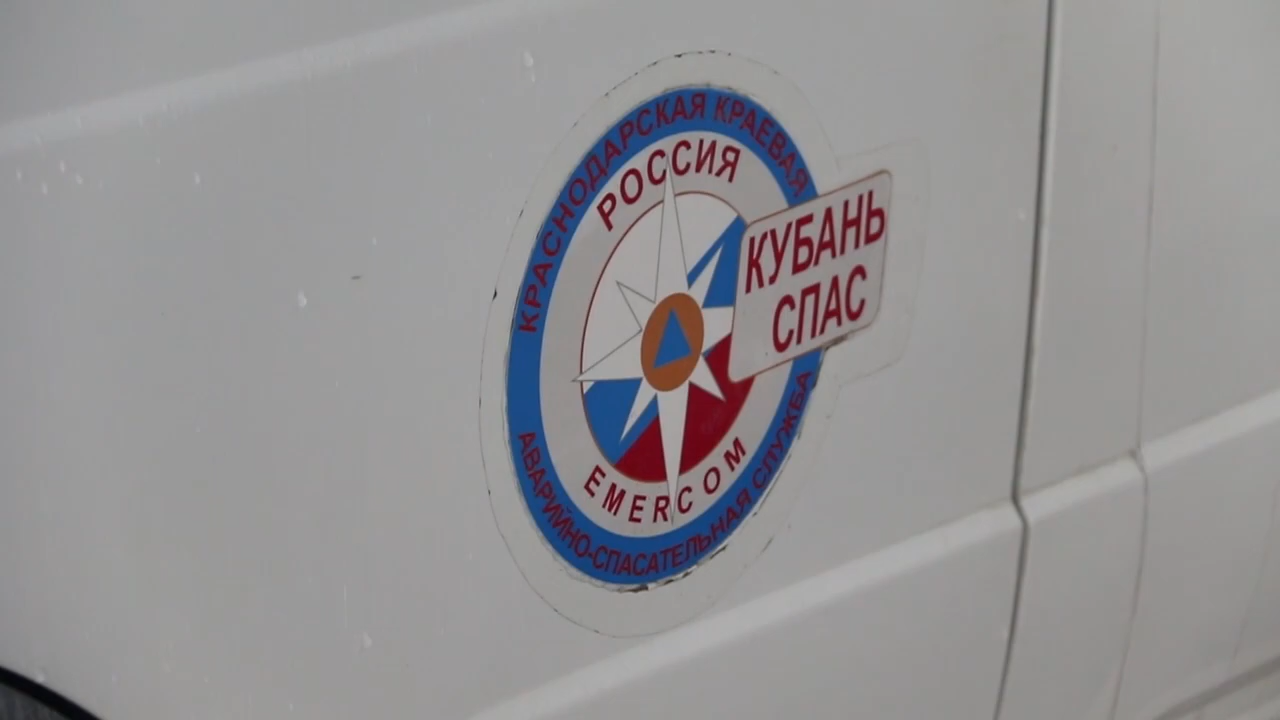 КРАСНОДАРСКАЯ КРАЕВАЯ
РОССИЯ
КУБАНЬ
СПАС
EMERCOM
АВАРИЙНО-СПАСАТЕЛЬНАЯ СЛУЖБА